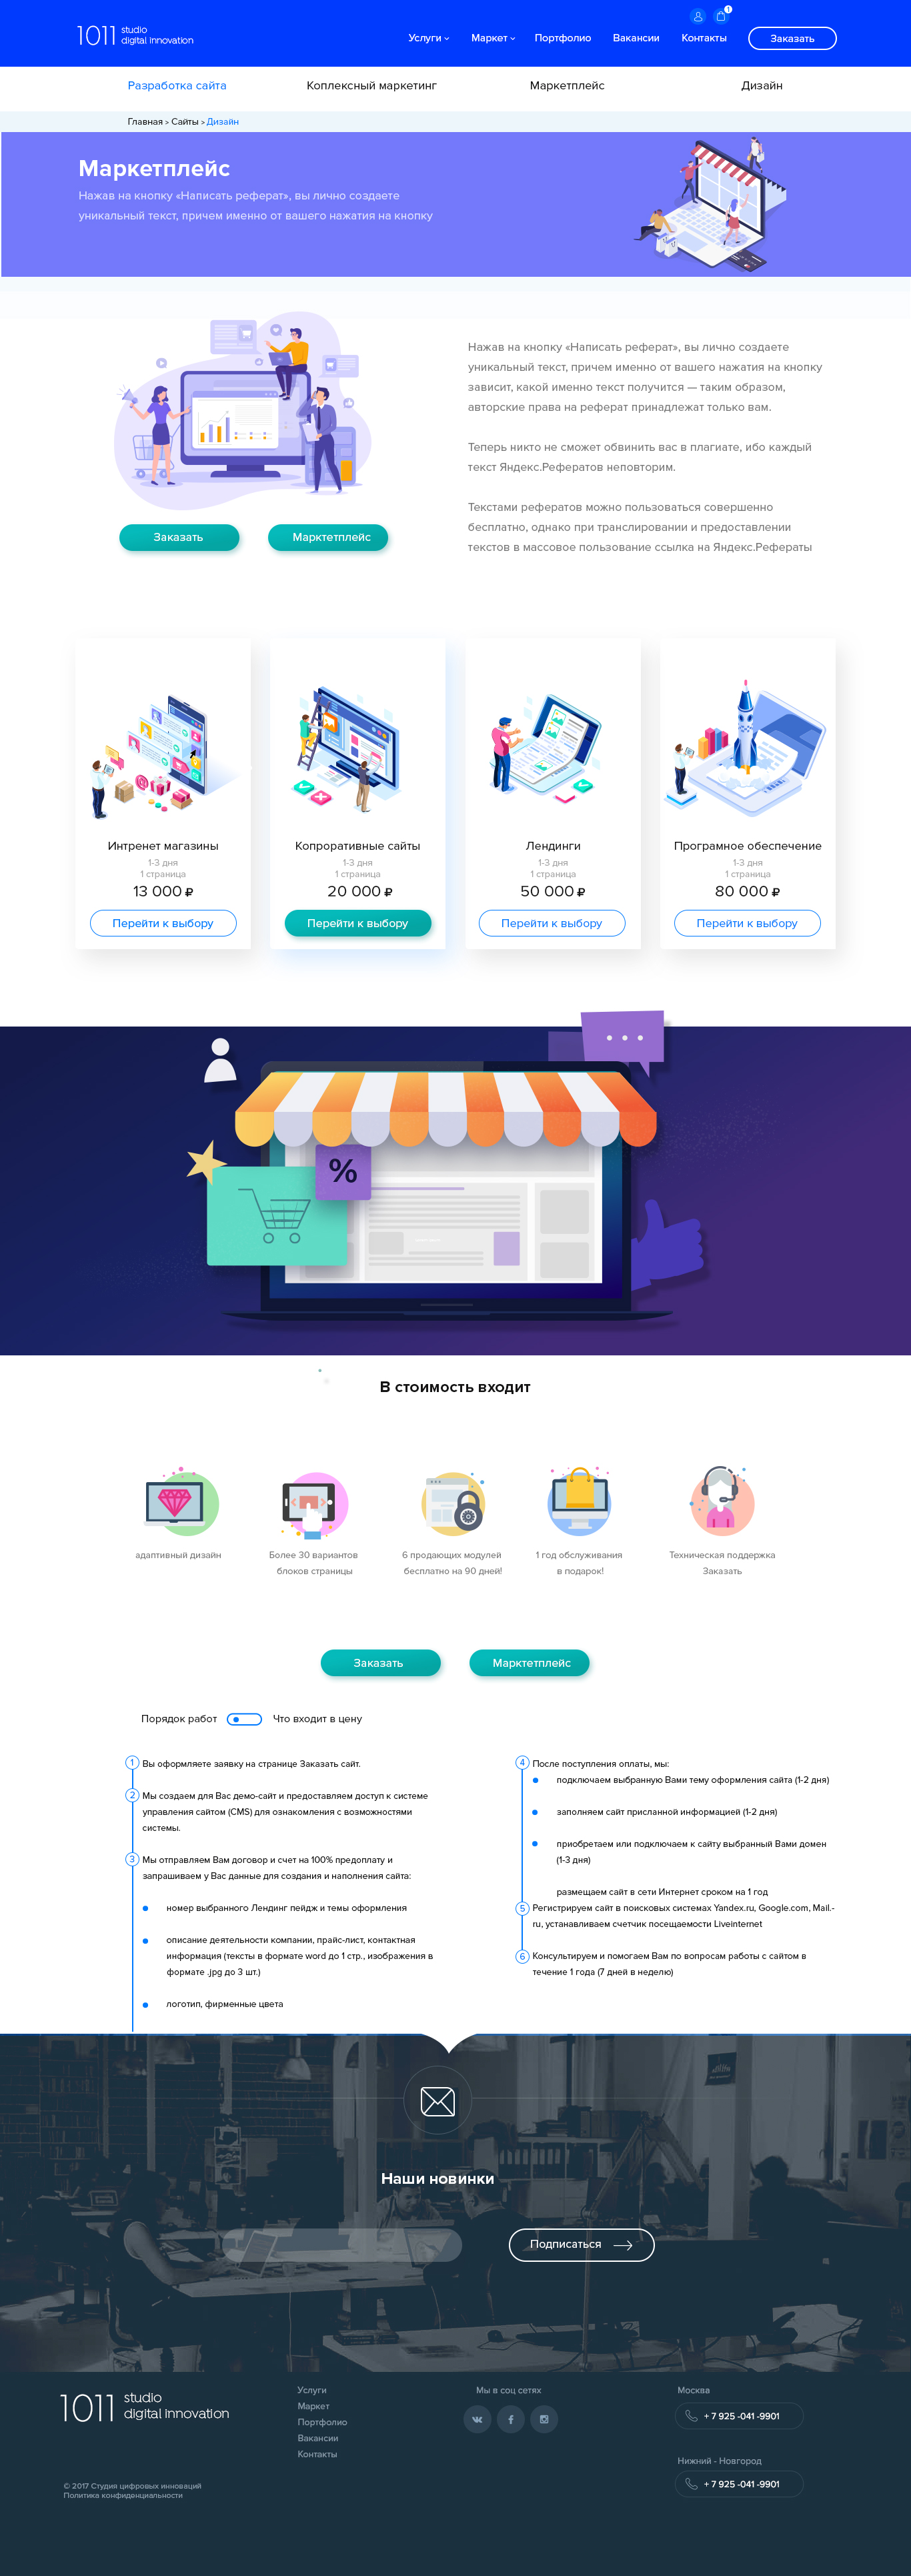 1011 studio
digital innovation
Услуги
Маркет
Портфолио
Вакансии
Контакты
1
Заказать
Разработка сайта
Коплексный маркетинг
Маркетплейс
Дизайн
Главная > Сайты > Дизайн
Маркетплейс
Нажав на кнопку «Написать реферат», вы лично создаете
уникальный текст, причем именно от вашего нажатия на кнопку
Нажав на кнопку «Написать реферат», вы лично создаете
уникальный текст, причем именно от вашего нажатия на кнопку
зависит, какой именно текст получится — таким образом,
авторские права на реферат принадлежат только вам.
Теперь никто не сможет обвинить вас в плагиате, ибо каждый
текст Яндекс.Рефератов неповторим.
Текстами рефератов можно пользоваться совершенно
бесплатно, однако при транслировании и предоставлении
текстов в массовое пользование ссылка на Яндекс.Рефераты
Заказать
Марктетплейс
Интренет магазины
1-3 дня
1 страница
13 000 ₽
Перейти к выбору
Копроративные сайты
1-3 дня
1 страница
20 000 ₽
Перейти к выбору
Лендинги
1-3 дня
1 страница
50 000 ₽
Перейти к выбору
Програмное обеспечение
1-3 дня
1 страница
80 000 ₽
Перейти к выбору
%
В стоимость входит
адаптивный дизайн
Более 30 вариантов
блоков страницы
6 продающих модулей
бесплатно на 90 дней!
1 год обслуживания
в подарок!
Техническая поддержка
Заказать
Заказать
Марктетплейс
Порядок работ
Что входит в цену
1 Вы оформляете заявку на странице Заказать сайт.
2 Мы создаем для Вас демо-сайт и предоставляем доступ к системе
управления сайтом (CMS) для ознакомления с возможностями
системы.
3 Мы отправляем Вам договор и счет на 100% предоплату и
запрашиваем у Вас данные для создания и наполнения сайта:
номер выбранного Лендинг пейдж и темы оформления
описание деятельности компании, прайс-лист, контактная
информация (тексты в формате word до 1 стр., изображения в
формате .jpg до 3 шт.)
логотип, фирменные цвета
4 После поступления оплаты, мы:
подключаем выбранную Вами тему оформления сайта (1-2 дня)
заполняем сайт присланной информацией (1-2 дня)
приобретаем или подключаем к сайту выбранный Вами домен
(1-3 дня)
размещаем сайт в сети Интернет сроком на 1 год
5 Регистрируем сайт в поисковых системах Yandex.ru, Google.com, Mail.-
ru, устанавливаем счетчик посещаемости Liveinternet
6 Консультируем и помогаем Вам по вопросам работы с сайтом в
течение 1 года (7 дней в неделю)
Наши новинки
Подписаться
1011 studio
digital innovation
© 2017 Студия цифровых инноваций
Политика конфиденциальности
Услуги
Маркет
Портфолио
Вакансии
Контакты
Мы в соц сетях
Москва
+ 7 925 -041 -9901
Нижний - Новгород
+ 7 925 -041 -9901